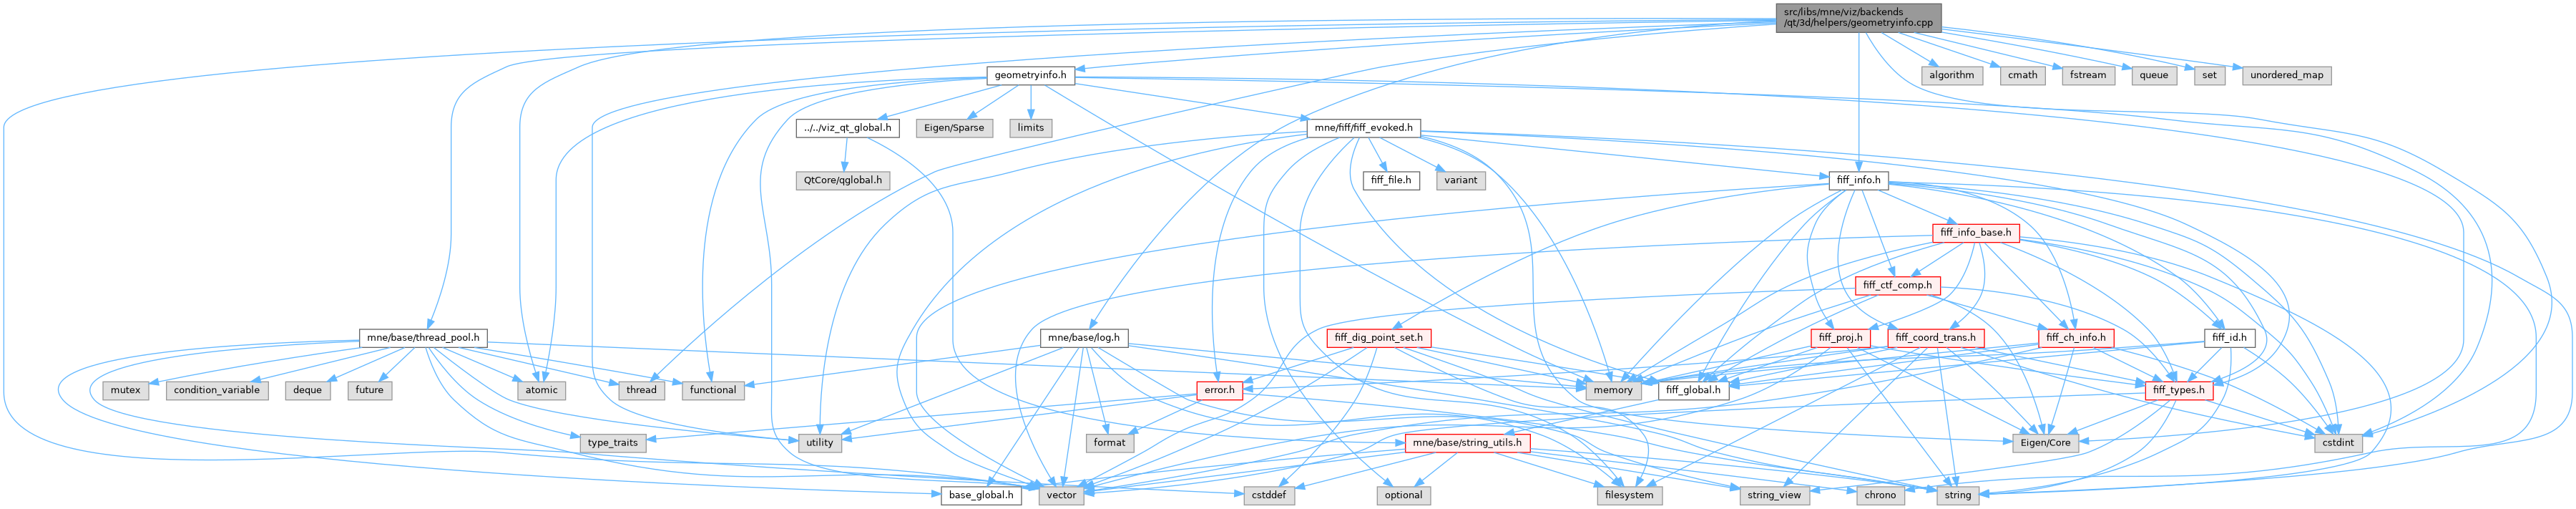 src/libs/mne/viz/backends
/qt/3d/helpers/geometryinfo.cpp
geometryinfo.h
algorithm
cmath
fstream
queue
set
unordered_map
../../viz_qt_global.h
Eigen/Sparse
limits
mne/fiff/fiff_evoked.h
QtCore/qglobal.h
fiff_file.h
variant
fiff_info.h
fiff_info_base.h
fiff_ctf_comp.h
mne/base/thread_pool.h
mne/base/log.h
fiff_dig_point_set.h
fiff_proj.h
fiff_coord_trans.h
fiff_ch_info.h
fiff_id.h
mutex
condition_variable
deque
future
atomic
thread
functional
memory
error.h
fiff_global.h
fiff_types.h
type_traits
utility
format
mne/base/string_utils.h
Eigen/Core
cstdint
base_global.h
vector
cstddef
optional
filesystem
string_view
chrono
string